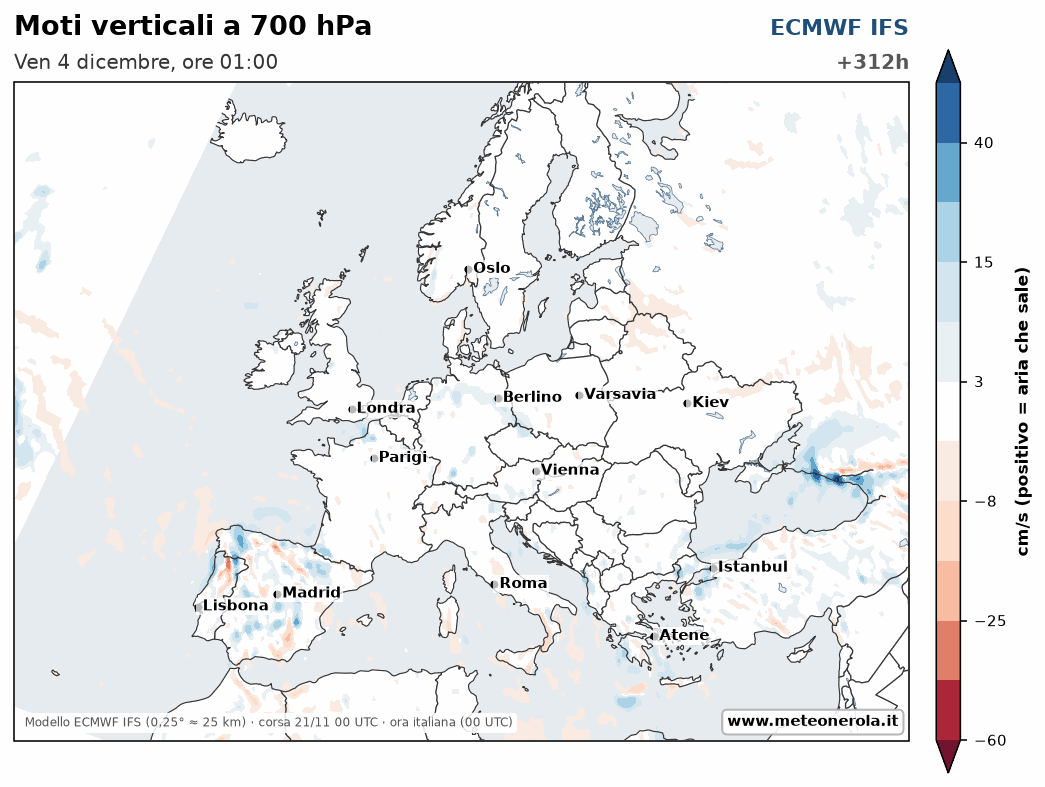 Moti verticali a 700 hPa
ECMWF IFS
Ven 4 dicembre, ore 01:00
+312h
40
15
3
−8
−25
−60
cm/s (positivo = aria che sale)
Oslo
Berlino
Varsavia
Kiev
Londra
Parigi
Vienna
Istanbul
Roma
Madrid
Lisbona
Atene
Modello ECMWF IFS (0,25° ≈ 25 km) · corsa 21/11 00 UTC · ora italiana (00 UTC)
www.meteonerola.it